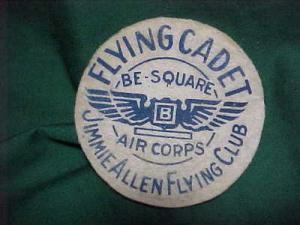 FLYING CADET
BE-SQUARE
B
AIR CORPS
JIMMIE ALLEN FLYING CLUB